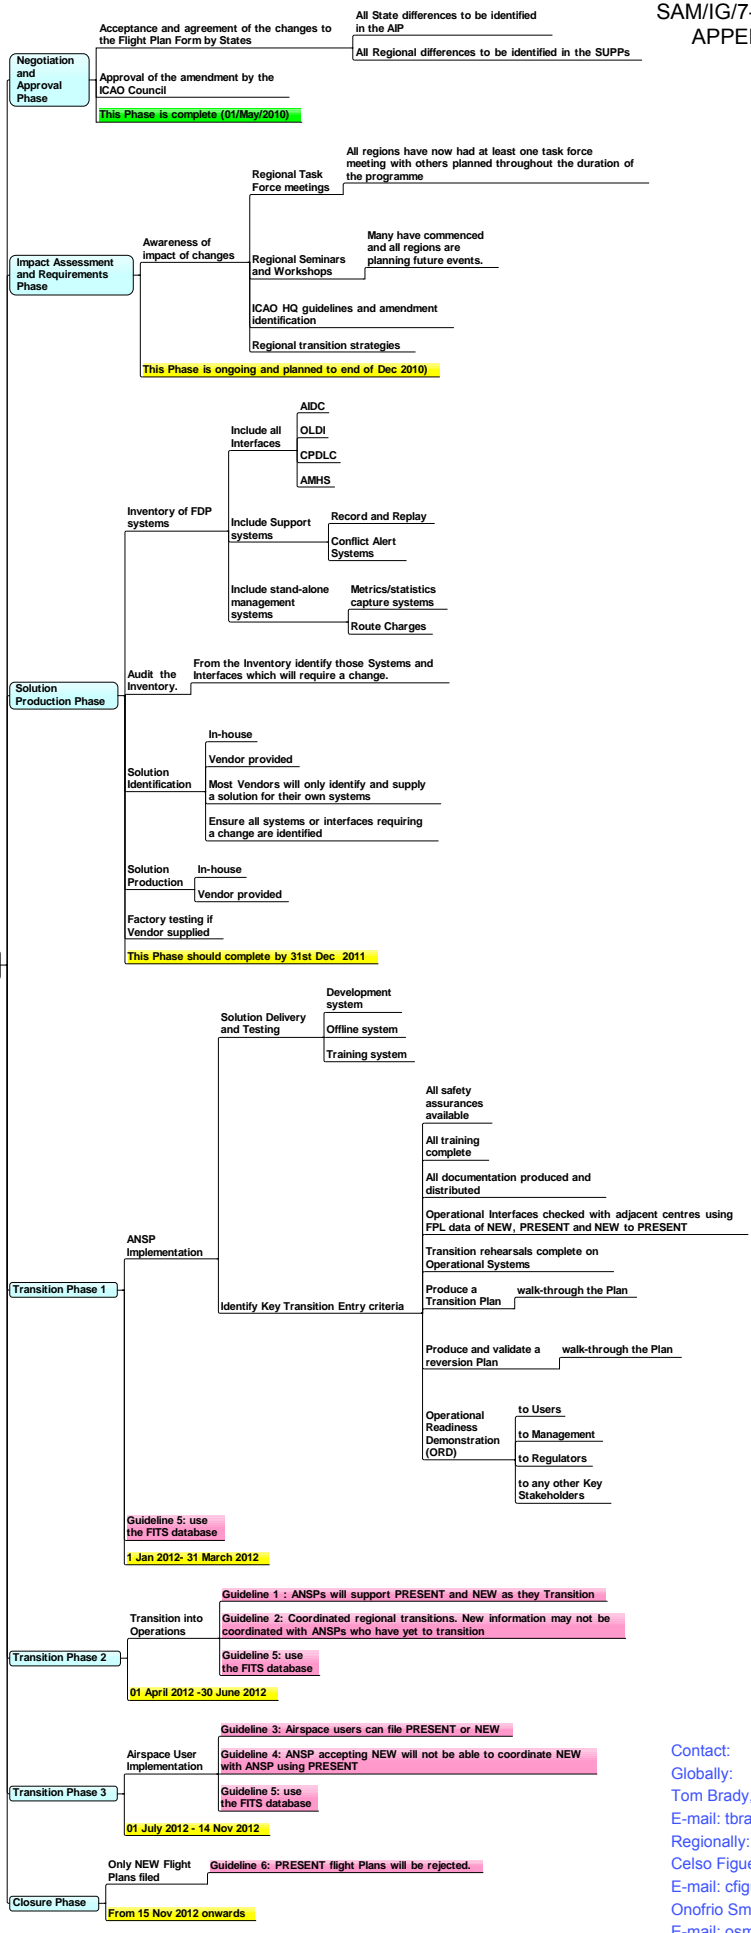 SAM/IG/7-
Negotiation
and
Approval
Phase
Acceptance and agreement of the changes to
the Flight Plan Form by States
All State differences to be identified
in the AIP
All Regional differences to be identified in the SUPPs
Approval of the amendment by the
ICAO Council
This Phase is complete (01/May/2010)
Impact Assessment
and Requirements
Phase
Awareness of
impact of changes
Regional Task
Force meetings
All regions have now had at least one task force
meeting with others planned throughout the duration of
the programme
Regional Seminars
and Workshops
Many have commenced
and all regions are
planning future events.
ICAO HQ guidelines and amendment
identification
Regional transition strategies
This Phase is ongoing and planned to end of Dec 2010)
Solution
Production Phase
Inventory of FDP
systems
Include all
Interfaces
AIDC
OLDI
CPDLC
AMHS
Include Support
systems
Record and Replay
Conflict Alert
Systems
Include stand-alone
management
systems
Metrics/statistics
capture systems
Route Charges
Audit the
Inventory.
From the Inventory identify those Systems and
Interfaces which will require a change.
Solution
Identification
In-house
Vendor provided
Most Vendors will only identify and supply
a solution for their own systems
Ensure all systems or interfaces requiring
a change are identified
Solution
Production
In-house
Vendor provided
Factory testing if
Vendor supplied
This Phase should complete by 31st Dec 2011
Transition Phase 1
ANSP
Implementation
Solution Delivery
and Testing
Development
system
Offline system
Training system
Identify Key Transition Entry criteria
All safety
assurances
available
All training
complete
All documentation produced and
distributed
Operational Interfaces checked with adjacent centres using
FPL data of NEW, PRESENT and NEW to PRESENT
Transition rehearsals complete on
Operational Systems
Produce a
Transition Plan
walk-through the Plan
Produce and validate a
reversion Plan
walk-through the Plan
Operational
Readiness
Demonstration
(ORD)
to Users
to Management
to Regulators
to any other Key
Stakeholders
Guideline 5: use
the FITS database
1 Jan 2012- 31 March 2012
Transition Phase 2
Transition into
Operations
Guideline 1 : ANSPs will support PRESENT and NEW as they Transition
Guideline 2: Coordinated regional transitions. New information may not be
coordinated with ANSPs who have yet to transition
Guideline 5: use
the FITS database
01 April 2012 -30 June 2012
Transition Phase 3
Airspace User
Implementation
Guideline 3: Airspace users can file PRESENT or NEW
Guideline 4: ANSP accepting NEW will not be able to coordinate NEW
with ANSP using PRESENT
Guideline 5: use
the FITS database
01 July 2012 - 14 Nov 2012
Closure Phase
Only NEW Flight
Plans filed
Guideline 6: PRESENT flight Plans will be rejected.
From 15 Nov 2012 onwards
Contact:
Globally:
Tom Brady,
E-mail:
Regionally:
Celso
E-mail:
Onofrio